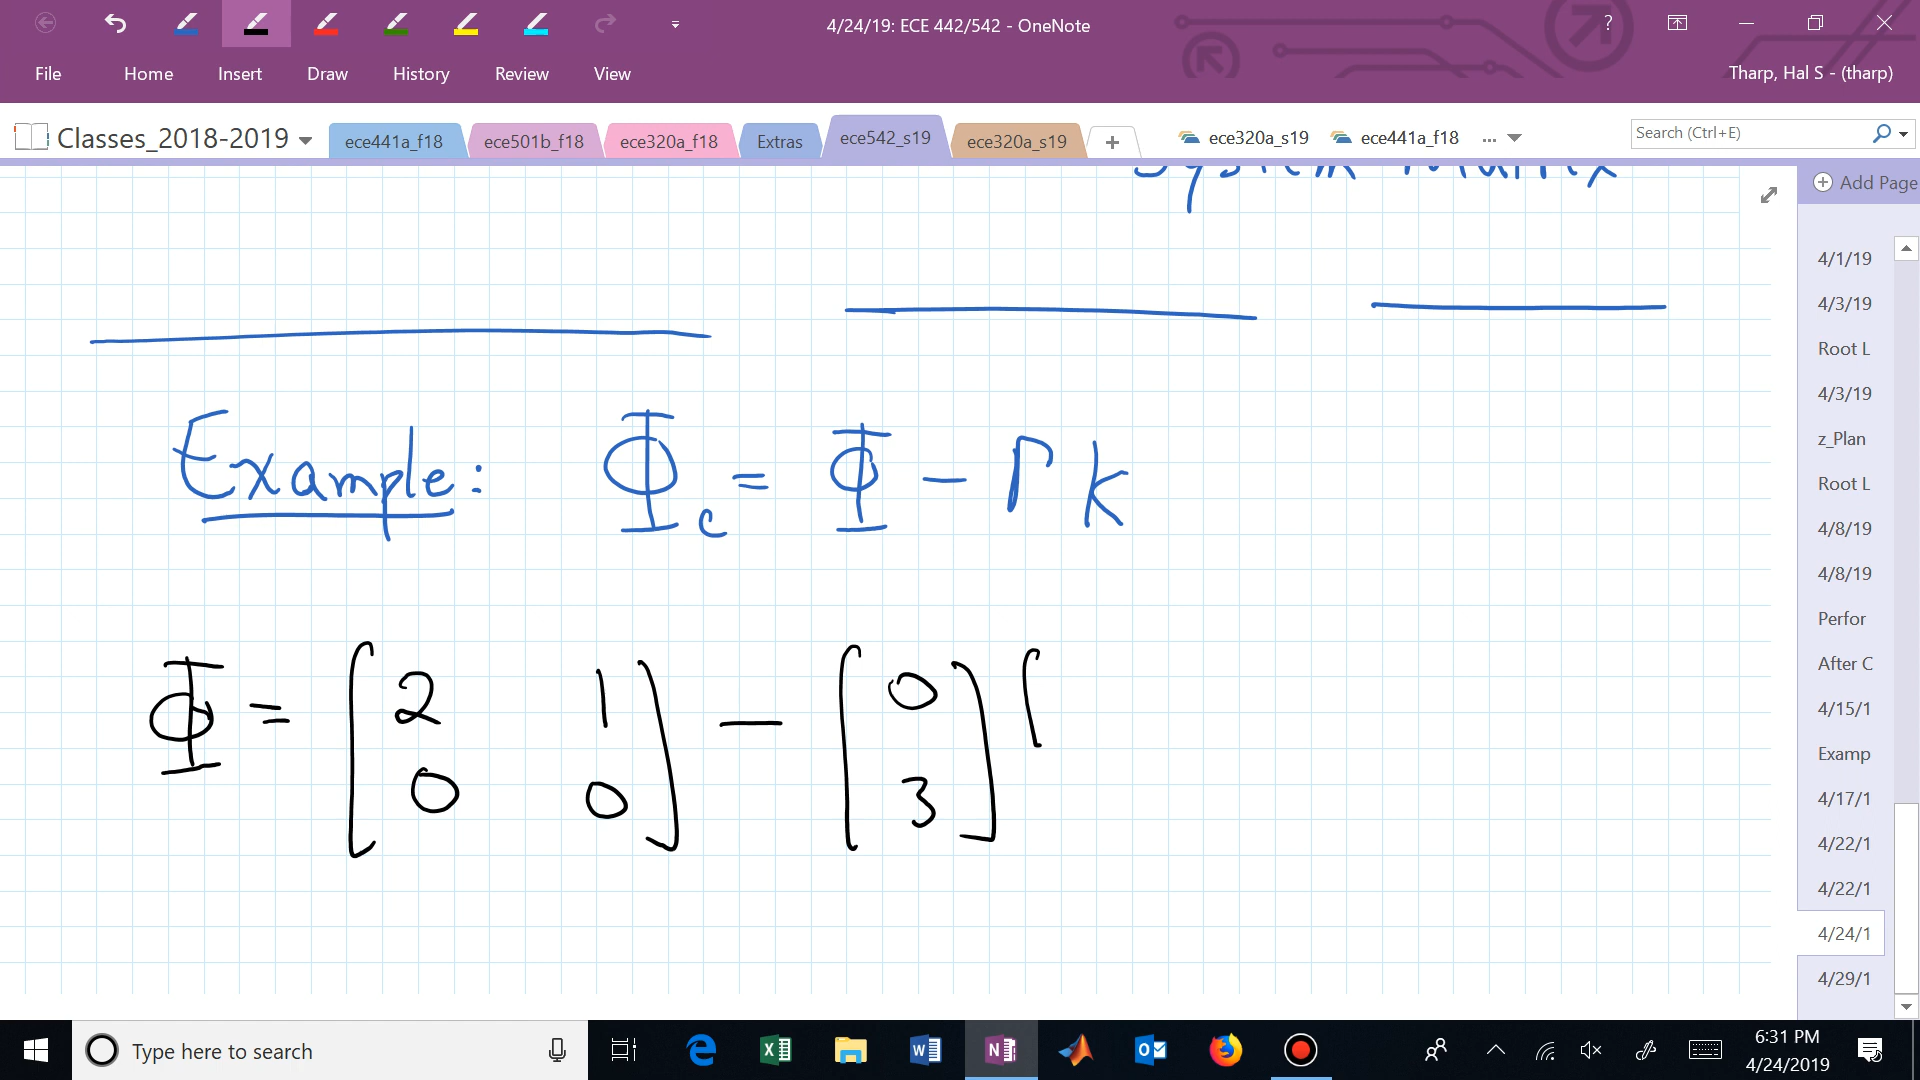 4/24/19: ECE 442/542 - OneNote
?
File Home Insert Draw History Review View
Tharp, Hal S - (tharp)
Classes_2018-2019 ece441a_f18 ece501b_f18 ece320a_f18 Extras ece542_s19 ece320a_s19 + ece320a_s19 ece441a_f18 ... Search (Ctrl+E)
System Matrix
Add Page
4/1/19
4/3/19
Root L
4/3/19
z_Plan
Root L
4/8/19
4/8/19
Perfor
After C
4/15/1
Examp
4/17/1
4/22/1
4/22/1
4/24/1
4/29/1
Example: Φc = Φ - Γ K
Φ = [ 2 1 ] - [ 0 ] [
0 0 3
Type here to search
6:31 PM
4/24/2019